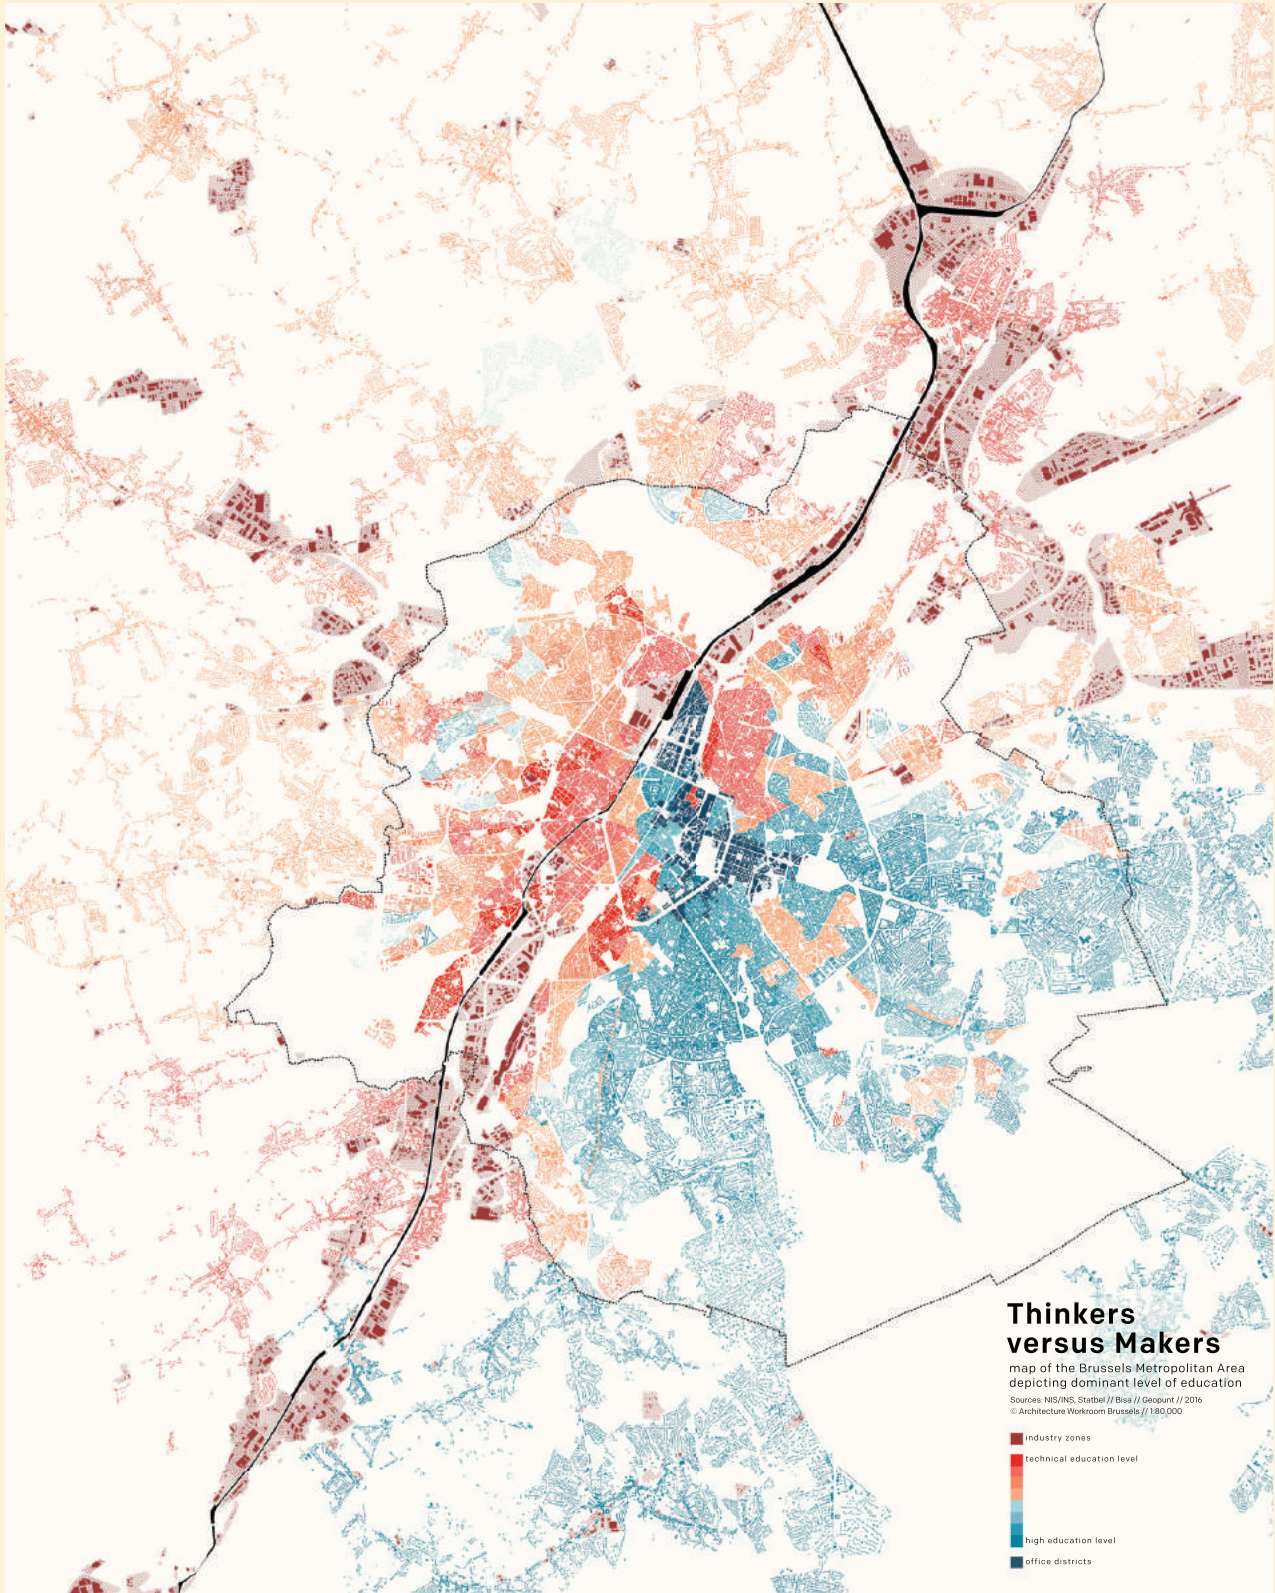 Thinkers
versus Makers
map of the Brussels Metropolitan Area
depicting dominant level of education
Sources: NIS/INS, Statbel // Bisa // Geopunt // 2016
© Architecture Workroom Brussels // 1:80.000
industry zones
technical education level
high education level
office districts